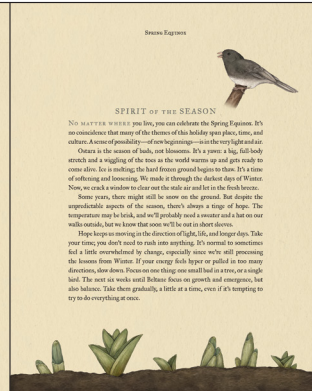 Spring Equinox
SPIRIT OF THE SEASON
No matter where you live, you can celebrate the Spring Equinox. It's
no coincidence that many of the themes of this holiday span place, time, and
culture. A sense of possibility—of new beginnings—is in the very light and air.
Ostara is the season of buds, not blossoms. It's a yawn: a big, full-body
stretch and a wiggling of the toes as the world warms up and gets ready to
come alive. Ice is melting; the hard frozen ground begins to thaw. It's a time
of softening and loosening. We made it through the darkest days of Winter.
Now, we crack a window to clear out the stale air and let in the fresh breeze.
Some years, there might still be snow on the ground. But despite the
unpredictable aspects of the season, there's always a tinge of hope. The
temperature may be brisk, and we'll probably need a sweater and a hat on our
walks outside, but we know that soon we'll be out in short sleeves.
Hope keeps us moving in the direction of light, life, and longer days. Take
your time; you don't need to rush into anything. It's normal to sometimes
feel a little overwhelmed by change, especially since we're still processing
the lessons from Winter. If your energy feels hyper or pulled in too many
directions, slow down. Focus on one thing: one small bud in a tree, or a single
bird. The next six weeks until Beltane focus on growth and emergence, but
also balance. Take them gradually, a little at a time, even if it's tempting to
try to do everything at once.